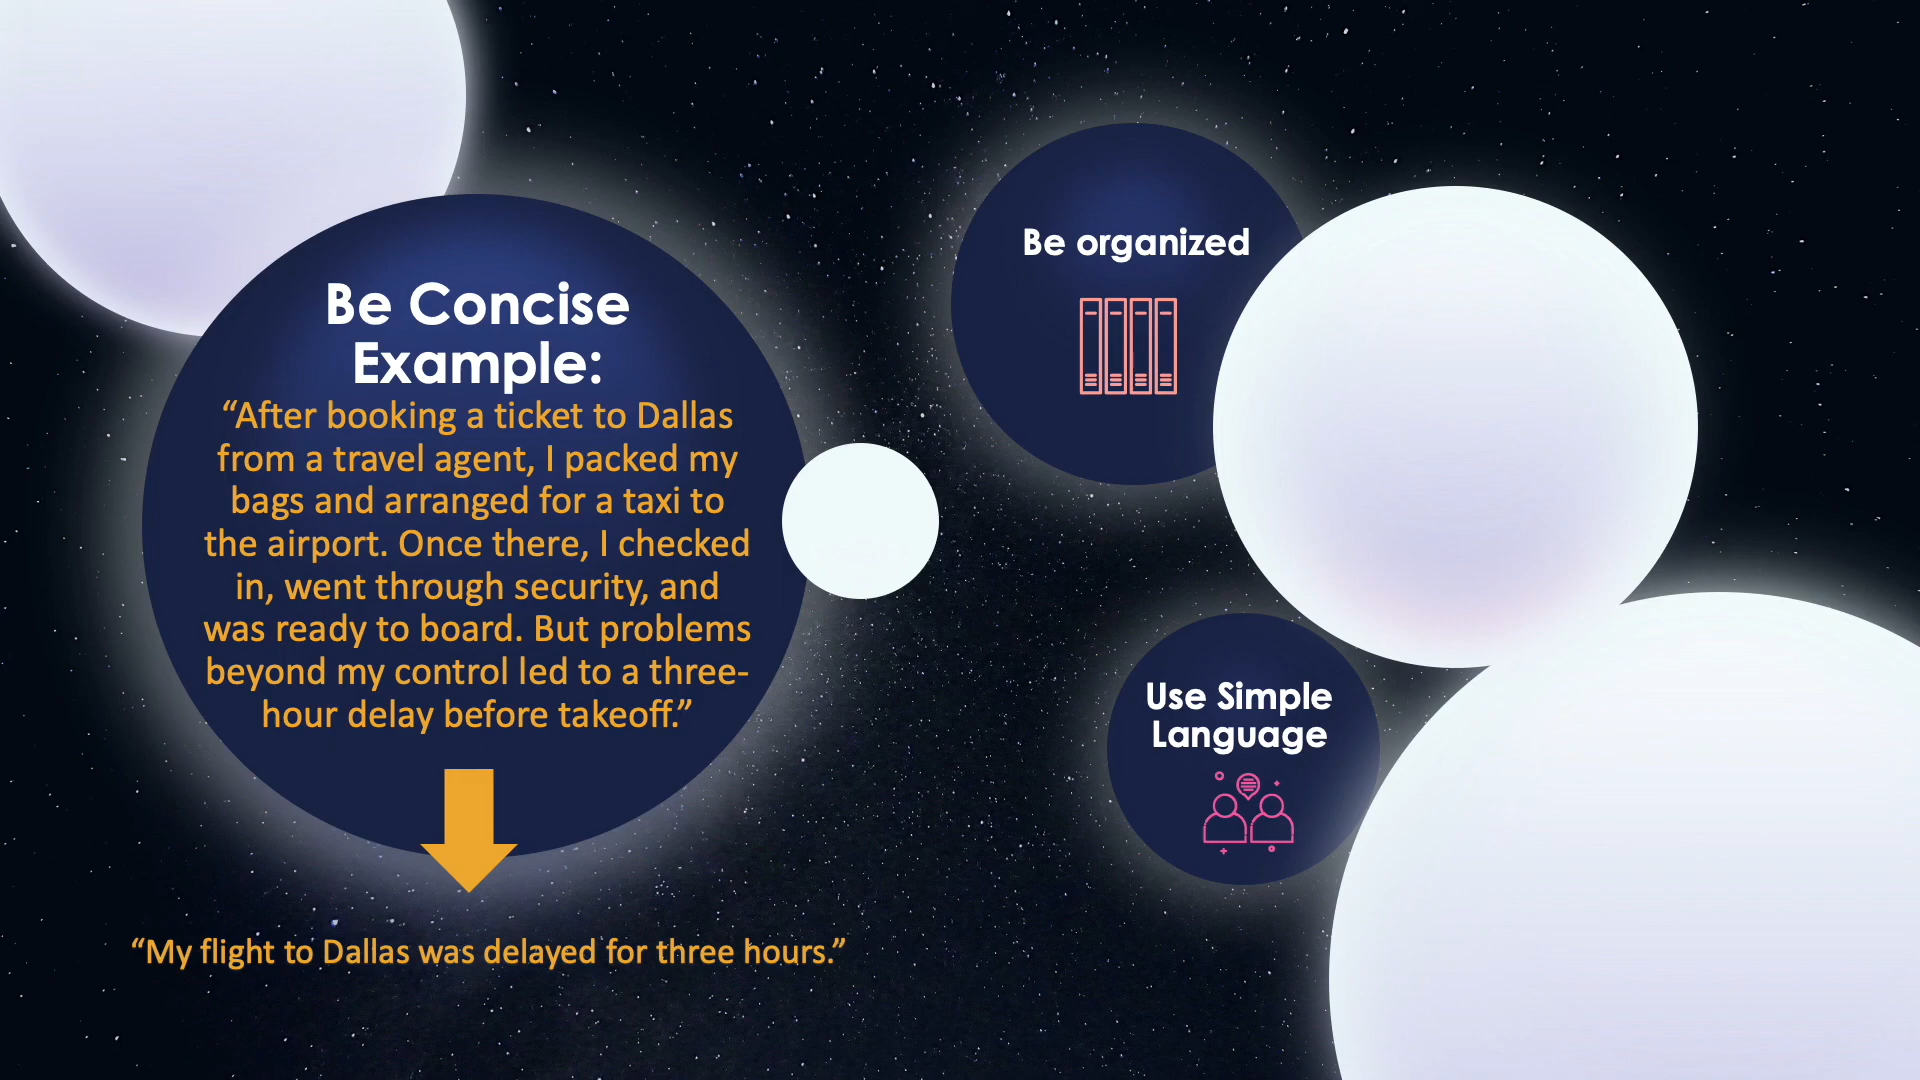 Be Concise
Example:
“After booking a ticket to Dallas
from a travel agent, I packed my
bags and arranged for a taxi to
the airport. Once there, I checked
in, went through security, and
was ready to board. But problems
beyond my control led to a three-
hour delay before takeoff.”
“My flight to Dallas was delayed for three hours.”
Be organized
Use Simple
Language